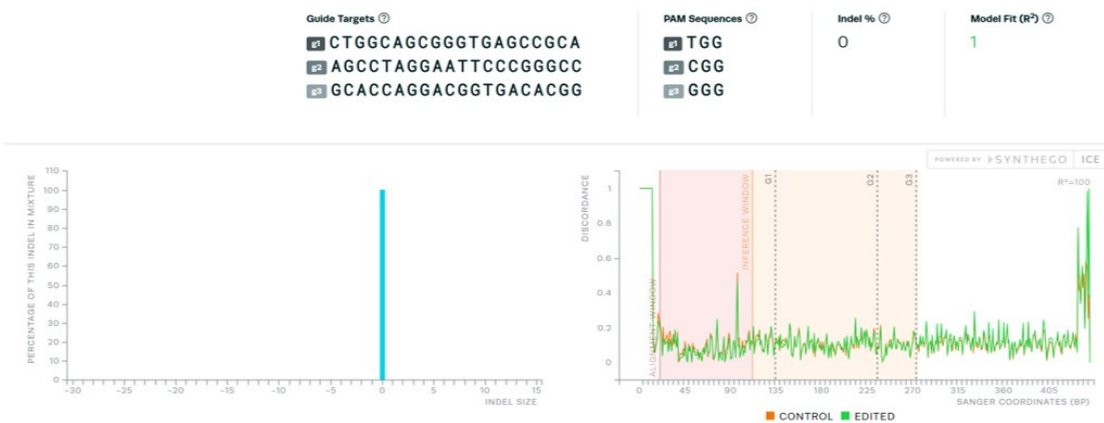 Guide Targets ?
g1 CTGGCAGCGGGTGAGCCGCA
g2 AGCCTAGGAATTCCCGGGCC
g3 GCACCAGGACGGTGACACGG
PAM Sequences ?
g1 TGG
g2 CGG
g3 GGG
Indel % ?
0
Model Fit (R²) ?
1
POWERED BY SYNTHEGO ICE
PERCENTAGE OF THIS INDEL IN MIXTURE
110
100
90
80
70
60
50
40
30
20
10
0
-30 -25 -20 -15 -10 -5 0 5 10 15
INDEL SIZE
DISCORDANCE
1
0.8
0.6
0.4
0.2
0
ALIGNMENT WINDOW
INFERENCE WINDOW
G1
G2
G3
R²=100
0 45 90 135 180 225 270 315 360 405
SANGER COORDINATES (BP)
CONTROL EDITED